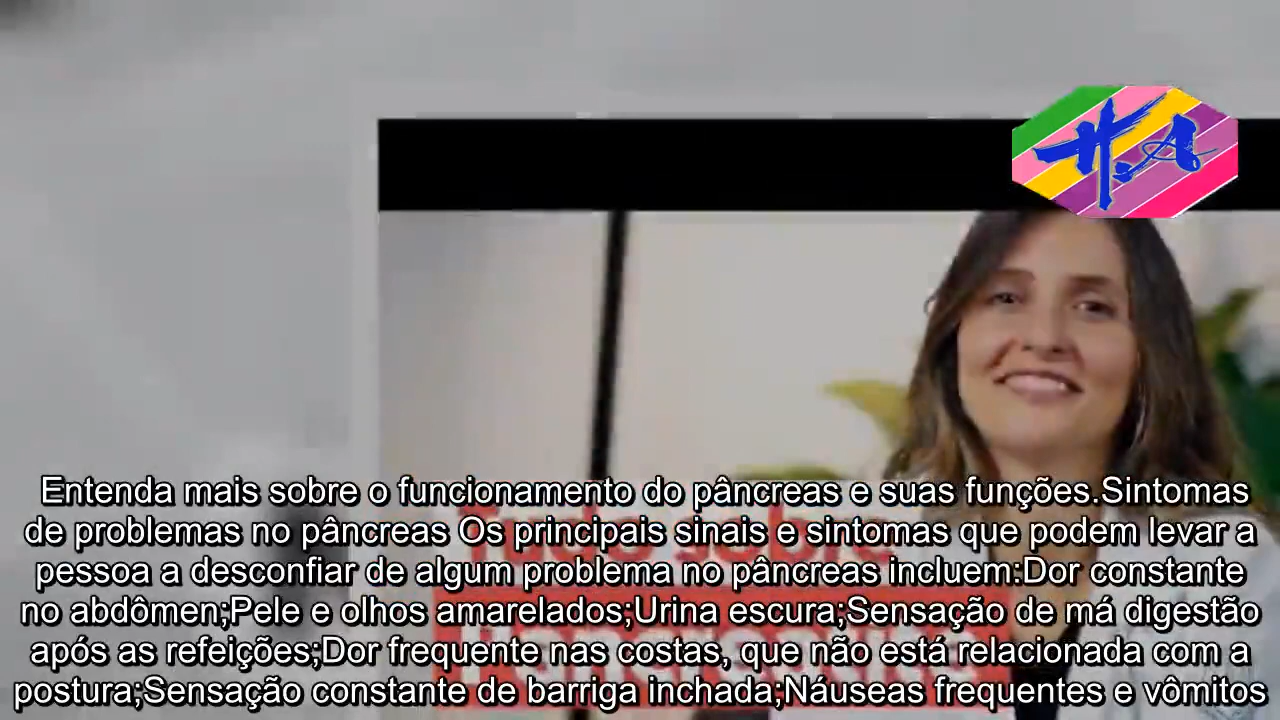 H.A
Entenda mais sobre o funcionamento do pâncreas e suas funções.Sintomas
de problemas no pâncreas Os principais sinais e sintomas que podem levar a
pessoa a desconfiar de algum problema no pâncreas incluem:Dor constante
no abdômen;Pele e olhos amarelados;Urina escura;Sensação de má digestão
após as refeições;Dor frequente nas costas, que não está relacionada com a
postura;Sensação constante de barriga inchada;Náuseas frequentes e vômitos